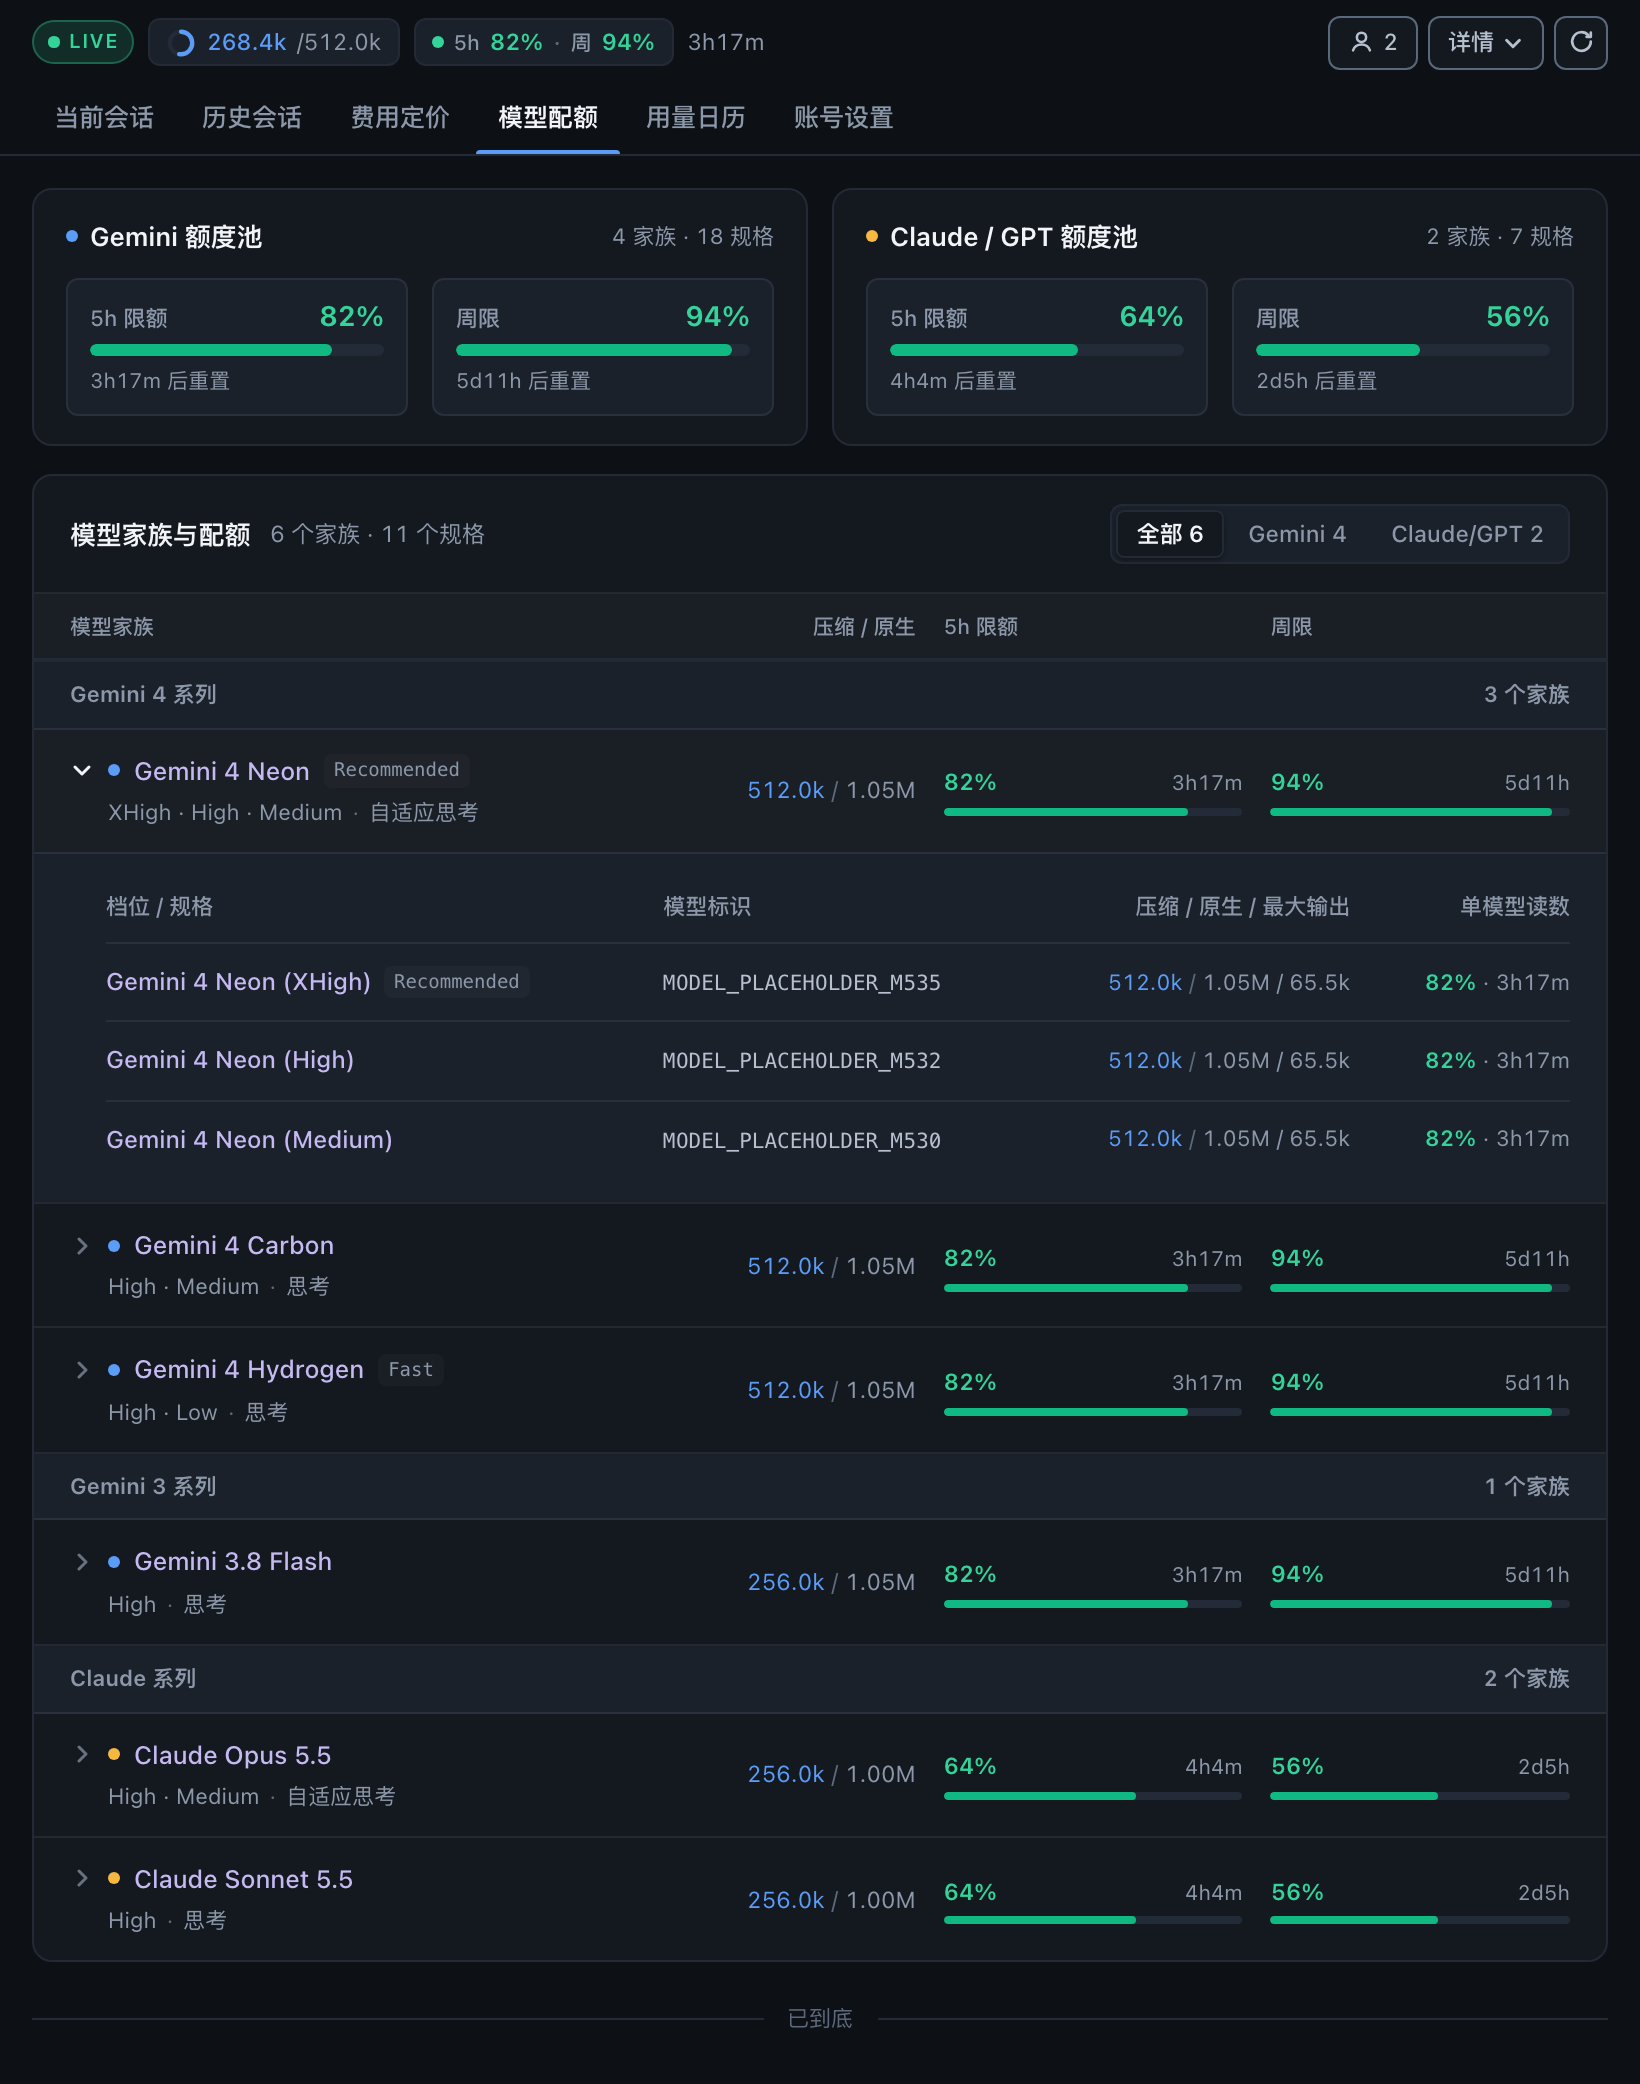 LIVE 268.4k /512.0k 5h 82% · 周 94% 3h17m 2 详情
当前会话 历史会话 费用定价 模型配额 用量日历 账号设置
Gemini 额度池 4 家族 · 18 规格
5h 限额 82% 周限 94%
3h17m 后重置 5d11h 后重置
Claude / GPT 额度池 2 家族 · 7 规格
5h 限额 64% 周限 56%
4h4m 后重置 2d5h 后重置
模型家族与配额 6 个家族 · 11 个规格 全部 6 Gemini 4 Claude/GPT 2
模型家族 压缩 / 原生 5h 限额 周限
Gemini 4 系列 3 个家族
Gemini 4 Neon Recommended 512.0k / 1.05M 82% 3h17m 94% 5d11h
XHigh · High · Medium · 自适应思考
档位 / 规格 模型标识 压缩 / 原生 / 最大输出 单模型读数
Gemini 4 Neon (XHigh) Recommended MODEL_PLACEHOLDER_M535 512.0k / 1.05M / 65.5k 82% · 3h17m
Gemini 4 Neon (High) MODEL_PLACEHOLDER_M532 512.0k / 1.05M / 65.5k 82% · 3h17m
Gemini 4 Neon (Medium) MODEL_PLACEHOLDER_M530 512.0k / 1.05M / 65.5k 82% · 3h17m
Gemini 4 Carbon 512.0k / 1.05M 82% 3h17m 94% 5d11h
High · Medium · 思考
Gemini 4 Hydrogen Fast 512.0k / 1.05M 82% 3h17m 94% 5d11h
High · Low · 思考
Gemini 3 系列 1 个家族
Gemini 3.8 Flash 256.0k / 1.05M 82% 3h17m 94% 5d11h
High · 思考
Claude 系列 2 个家族
Claude Opus 5.5 256.0k / 1.00M 64% 4h4m 56% 2d5h
High · Medium · 自适应思考
Claude Sonnet 5.5 256.0k / 1.00M 64% 4h4m 56% 2d5h
High · 思考
已到底